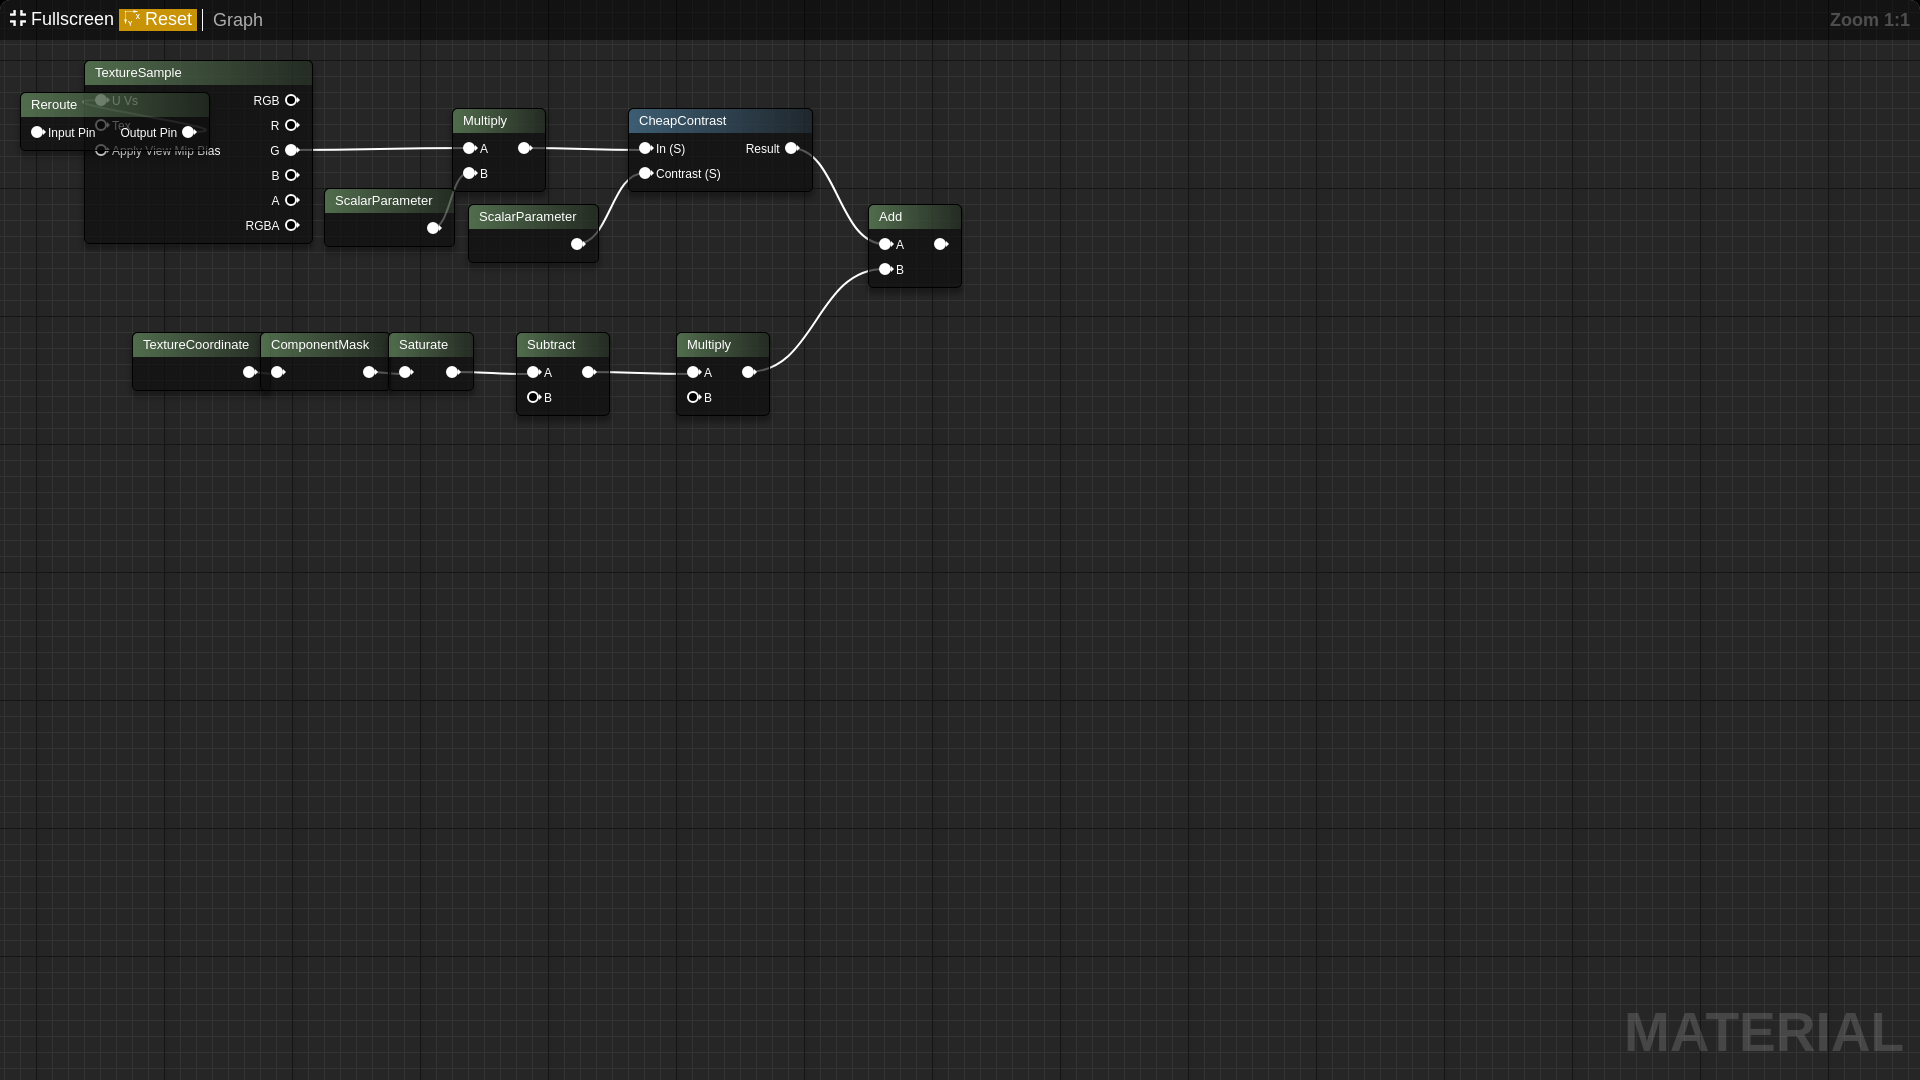 Fullscreen Reset Graph
Zoom 1:1
TextureSample
U Vs
RGB
Tex
R
Apply View Mip Bias
G
B
A
RGBA
Reroute
Input Pin
Output Pin
Multiply
A
B
CheapContrast
In (S)
Result
Contrast (S)
ScalarParameter
ScalarParameter
Add
A
B
TextureCoordinate
ComponentMask
Saturate
Subtract
A
B
Multiply
A
B
MATERIAL